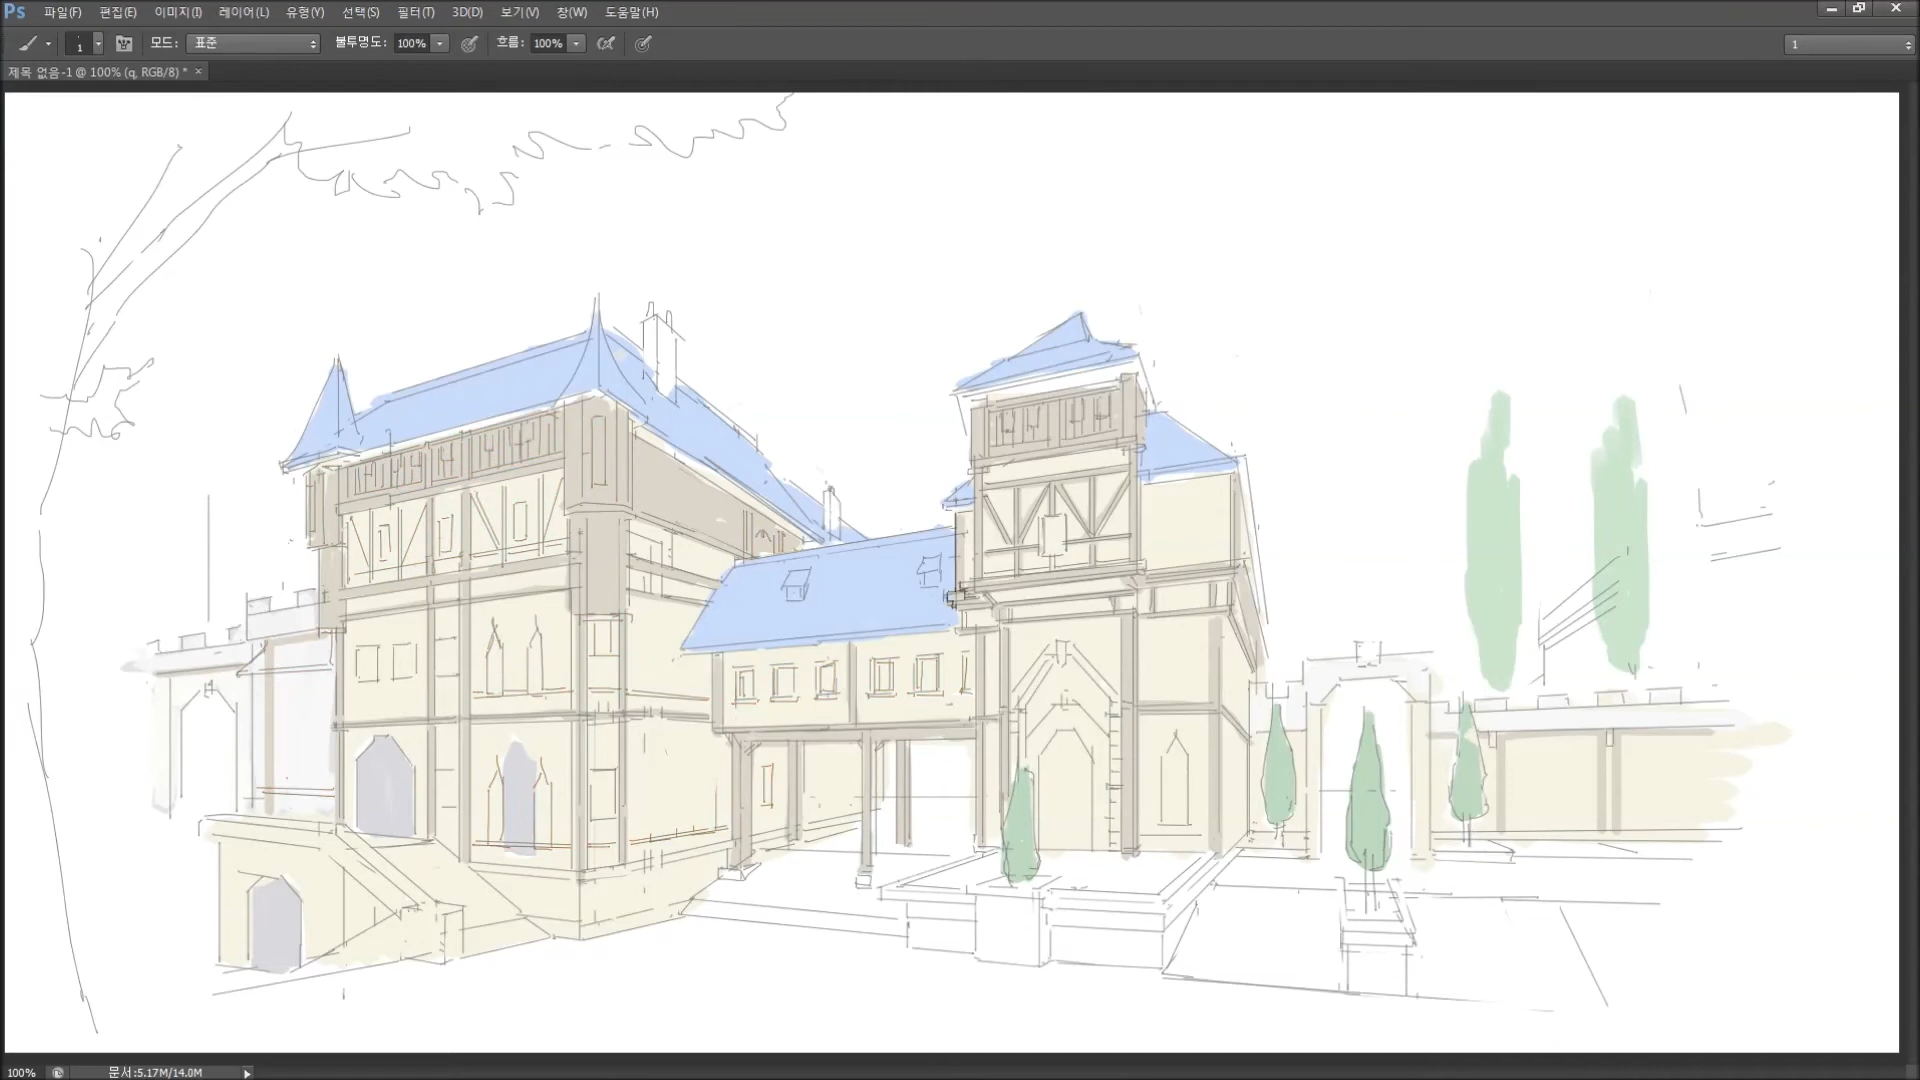 Ps 파일(F) 편집(E) 이미지(I) 레이어(L) 유형(Y) 선택(S) 필터(T) 3D(D) 보기(V) 창(W) 도움말(H)
1 모드: 표준 불투명도: 100% 흐름: 100% 1
제목 없음-1 @ 100% (q, RGB/8) * ×
100% 문서:5.17M/14.0M